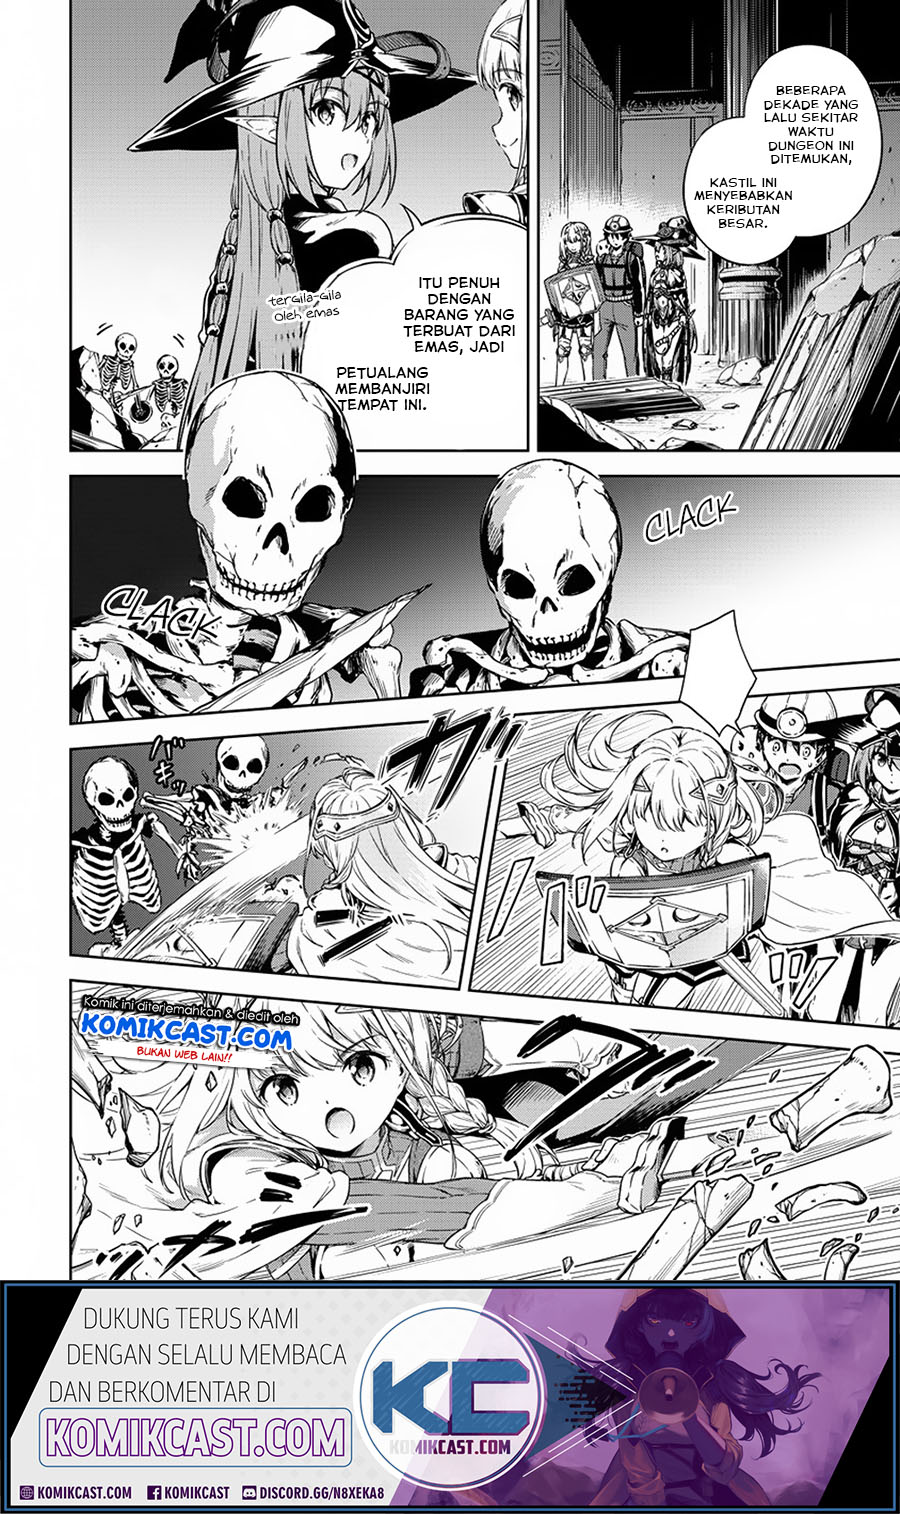 BEBERAPA
DEKADE YANG
LALU SEKITAR
WAKTU
DUNGEON INI
DITEMUKAN,
KASTIL INI
MENYEBABKAN
KERIBUTAN
BESAR.
ITU PENUH
DENGAN
BARANG YANG
TERBUAT DARI
EMAS, JADI
PETUALANG
MEMBANJIRI
TEMPAT INI.
tergila-gila
oleh emas
CLACK
CLACK
ガッ
Komik ini diterjemahkan & diedit oleh
KOMIKCAST.COM
BUKAN WEB LAIN!!
DUKUNG TERUS KAMI
DENGAN SELALU MEMBACA
DAN BERKOMENTAR DI
KOMIKCAST.COM
KC
KOMIKCAST.COM
KOMIKCAST.COM KOMIKCAST DISCORD.GG/N8XEKA8